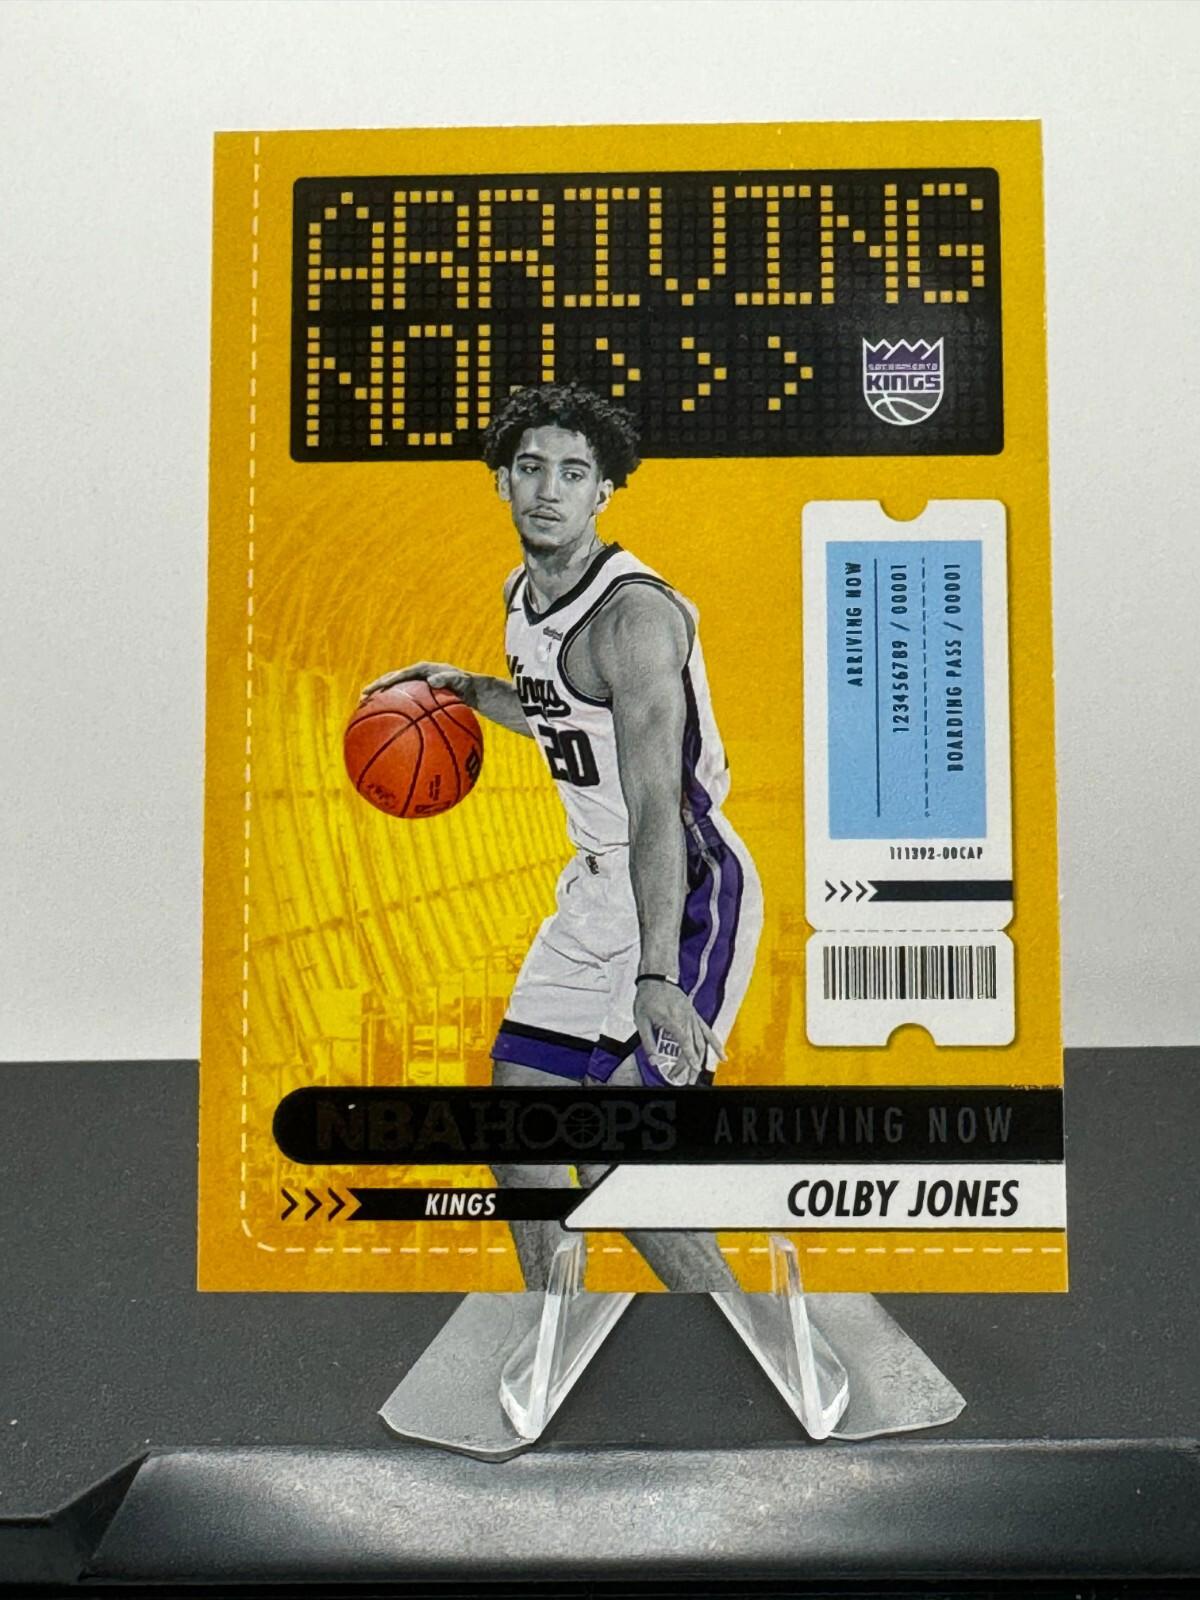 ARRIVING
NOW >>>
SACRAMENTO
KINGS
ARRIVING NOW
123456789 / 00001
BOARDING PASS / 00001
111392-00CAP
Kings
20
NBA HOOPS ARRIVING NOW
KINGS
COLBY JONES